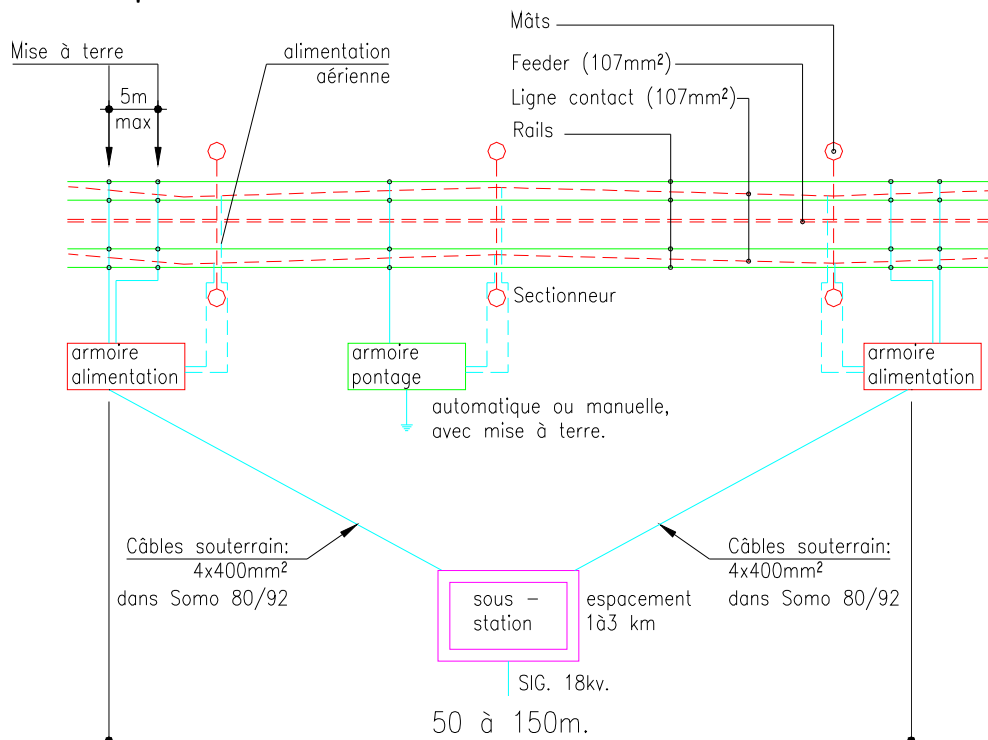 Mâts
Mise à terre
alimentation
aérienne
Feeder (107mm²)
5m
max
Ligne contact (107mm²)
Rails
Sectionneur
armoire
alimentation
armoire
pontage
armoire
alimentation
automatique ou manuelle,
avec mise à terre.
Câbles souterrain:
4x400mm²
dans Somo 80/92
Câbles souterrain:
4x400mm²
dans Somo 80/92
sous -
station
espacement
1à3 km
SIG. 18kv.
50 à 150m.